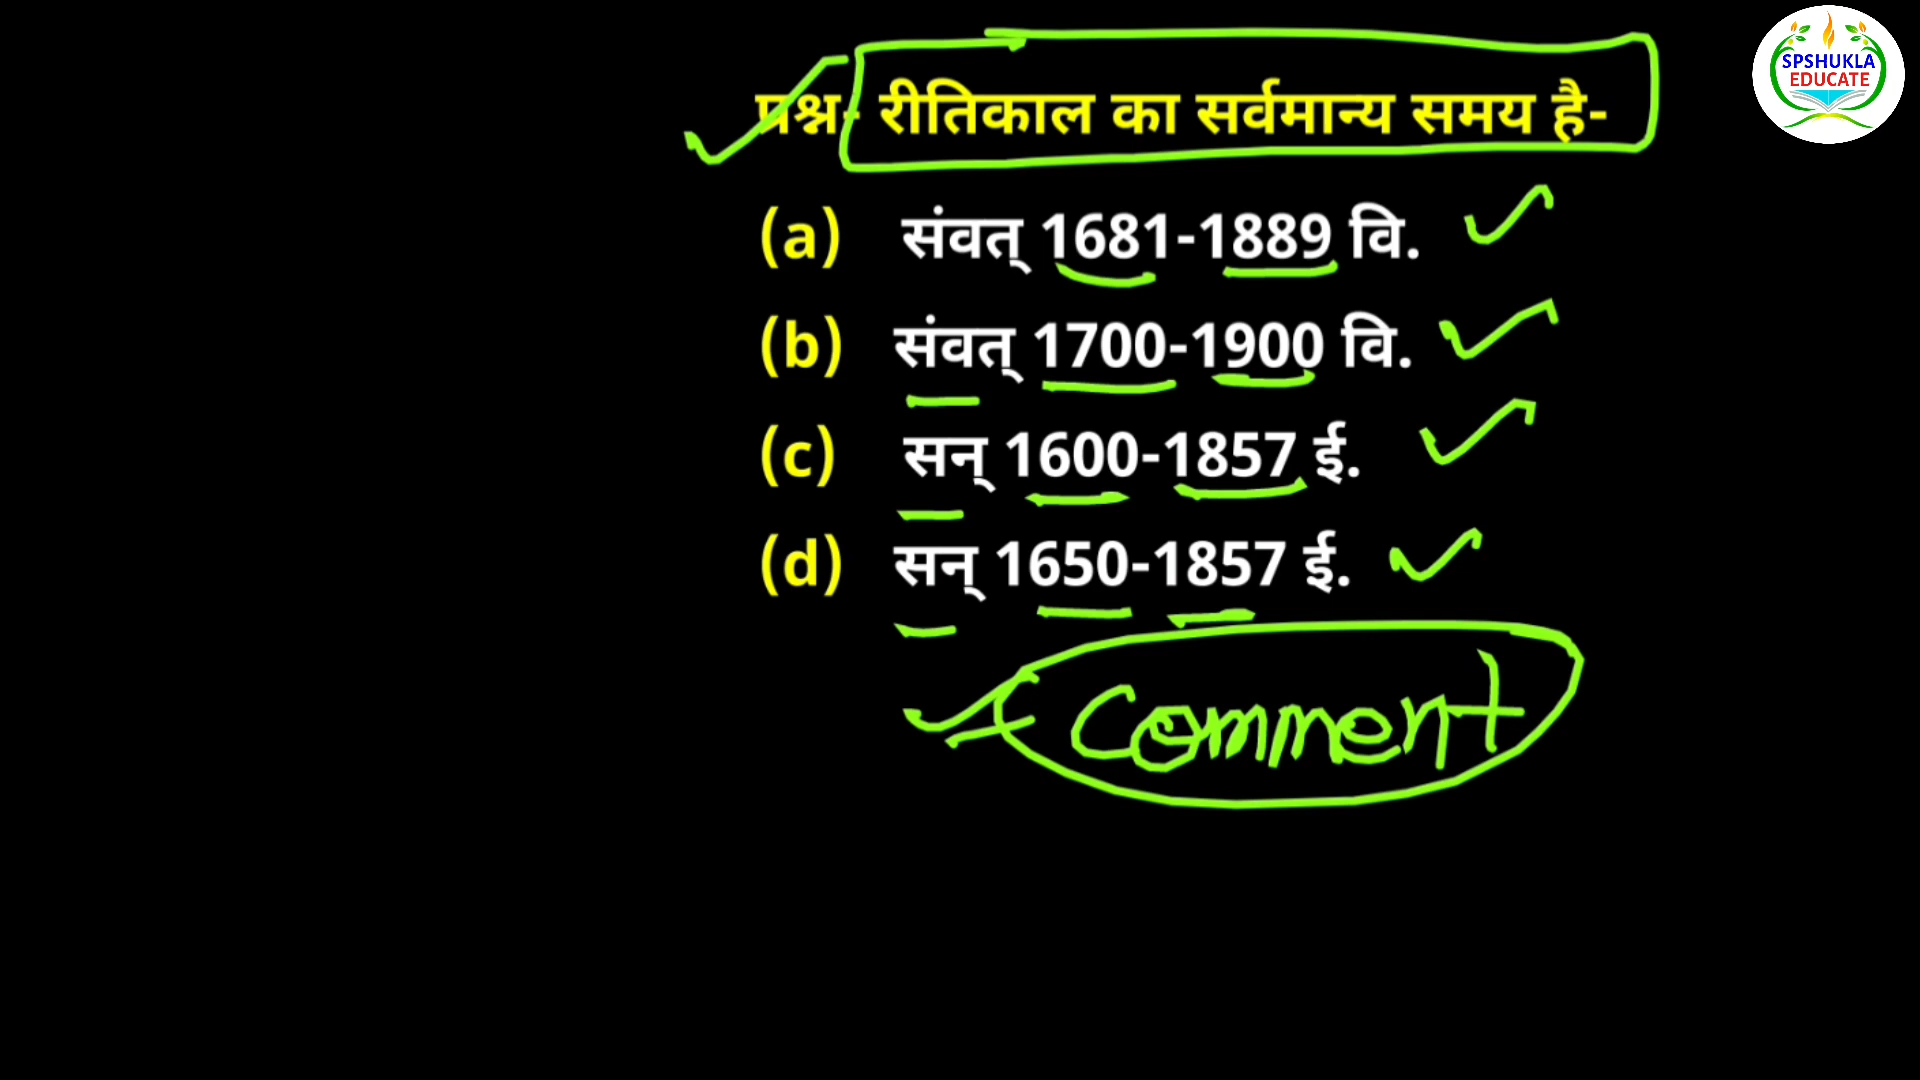 SPSHUKLA
EDUCATE
प्रश्न- रीतिकाल का सर्वमान्य समय है-
(a) संवत् 1681-1889 वि.
(b) संवत् 1700-1900 वि.
(c) सन् 1600-1857 ई.
(d) सन् 1650-1857 ई.
Comment